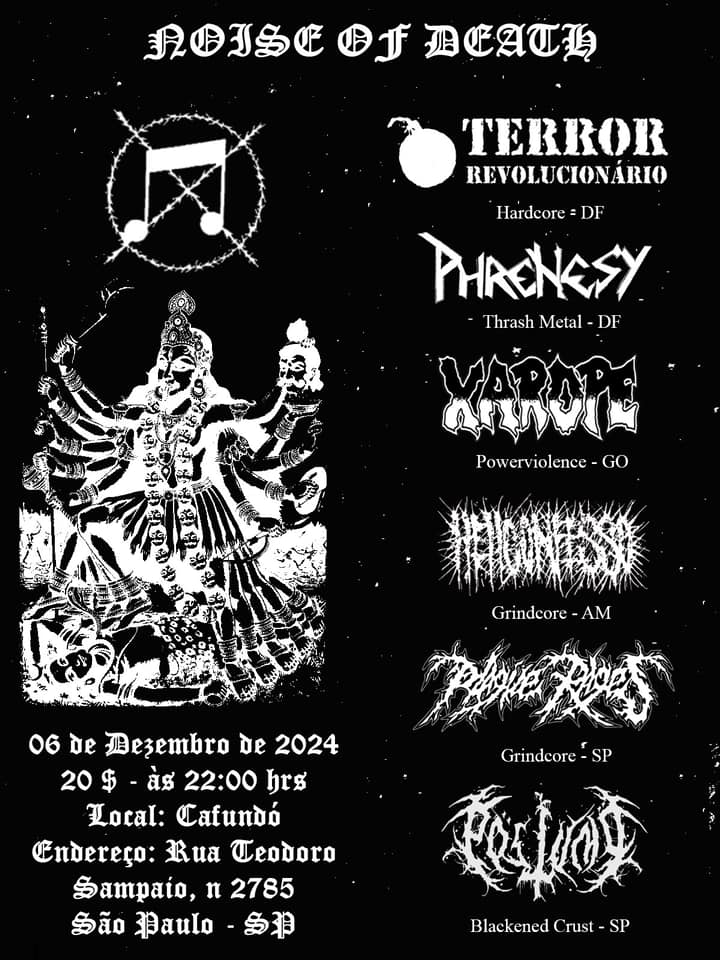 NOISE OF DEATH
TERROR
REVOLUCIONÁRIO
Hardcore - DF
PHRENESY
Thrash Metal - DF
XAROPE
Powerviolence - GO
Grindcore - AM
Plague Rages
Grindcore - SP
Blackened Crust - SP
06 de Dezembro de 2024
20 $ - às 22:00 hrs
Local: Cafundó
Endereço: Rua Teodoro
Sampaio, n 2785
São Paulo - SP